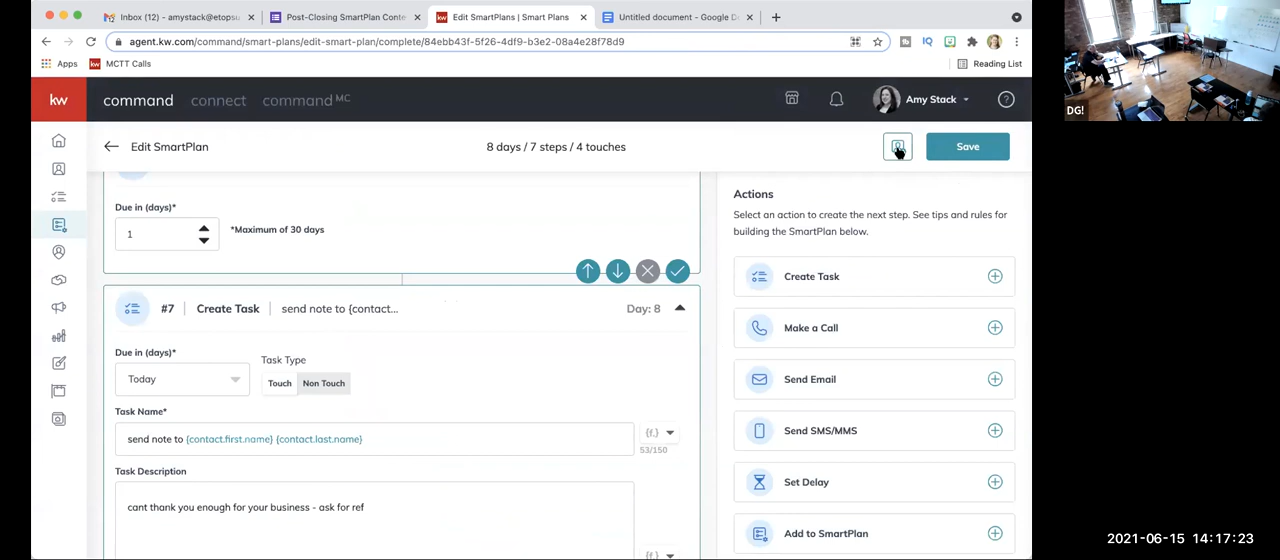 Inbox (12) - amystack@etopsu
Post-Closing SmartPlan Conte
Edit SmartPlans | Smart Plans
Untitled document - Google D
agent.kw.com/command/smart-plans/edit-smart-plan/complete/84ebb43f-5f26-4df9-b3e2-08a4e28f78d9
Apps
MCTT Calls
Reading List
kw
command
connect
command MC
Amy Stack
Edit SmartPlan
8 days / 7 steps / 4 touches
Save
Due in (days)*
1
*Maximum of 30 days
#7
Create Task
send note to {contact...
Day: 8
Due in (days)*
Today
Task Type
Touch
Non Touch
Task Name*
send note to {contact.first.name} {contact.last.name}
{f.}
53/150
Task Description
cant thank you enough for your business - ask for ref
{f.}
Actions
Select an action to create the next step. See tips and rules for
building the SmartPlan below.
Create Task
Make a Call
Send Email
Send SMS/MMS
Set Delay
Add to SmartPlan
DG!
2021-06-15 14:17:23